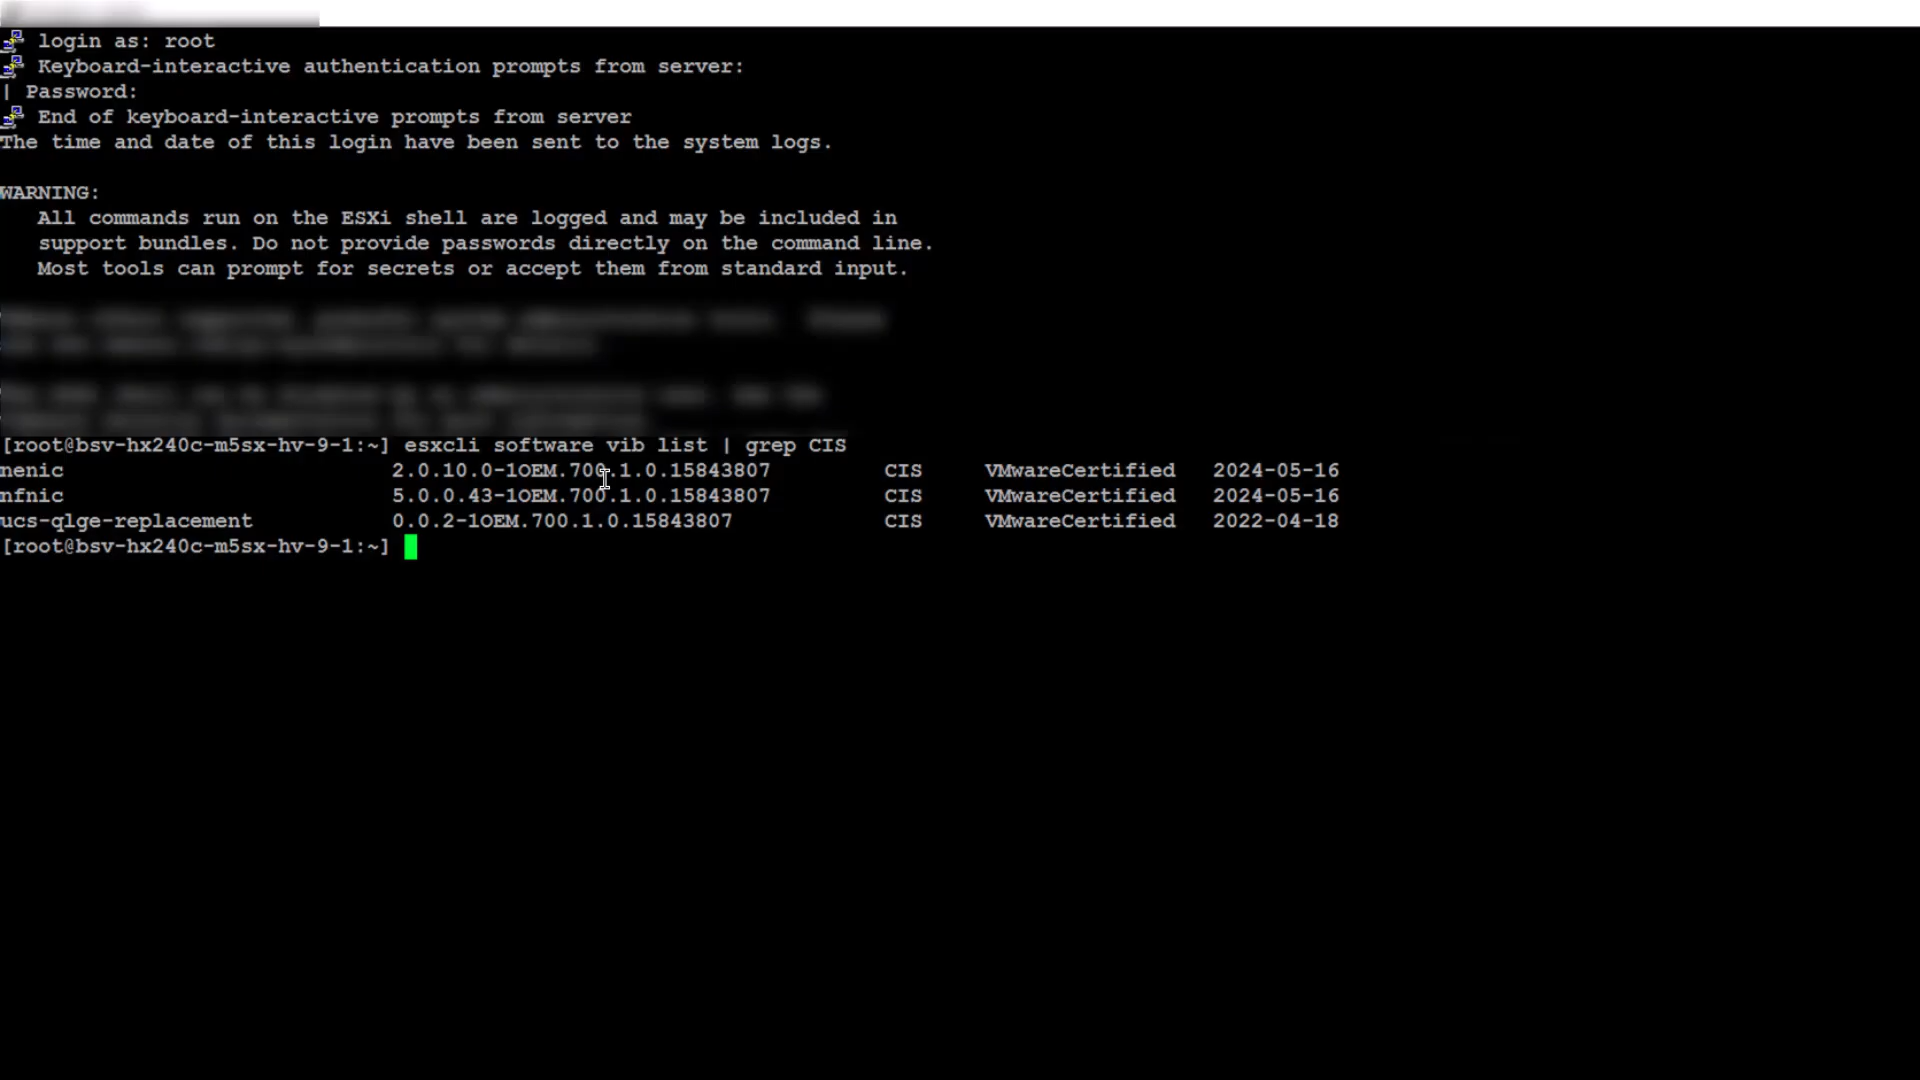 login as: root
Keyboard-interactive authentication prompts from server:
| Password:
End of keyboard-interactive prompts from server
The time and date of this login have been sent to the system logs.
WARNING:
All commands run on the ESXi shell are logged and may be included in
support bundles. Do not provide passwords directly on the command line.
Most tools can prompt for secrets or accept them from standard input.
[root@bsv-hx240c-m5sx-hv-9-1:~] esxcli software vib list | grep CIS
nenic 2.0.10.0-1OEM.700.1.0.15843807 CIS VMwareCertified 2024-05-16
nfnic 5.0.0.43-1OEM.700.1.0.15843807 CIS VMwareCertified 2024-05-16
ucs-qlge-replacement 0.0.2-1OEM.700.1.0.15843807 CIS VMwareCertified 2022-04-18
[root@bsv-hx240c-m5sx-hv-9-1:~]